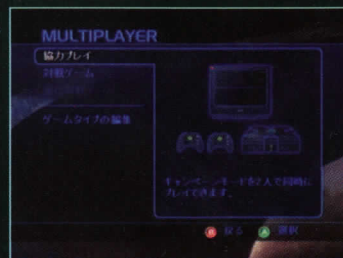 MULTIPLAYER
協力プレイ
対戦ゲーム
ゲームタイプの編集
キャンペーンモードを2人で同時に
プレイできます。
B 戻る A 選択